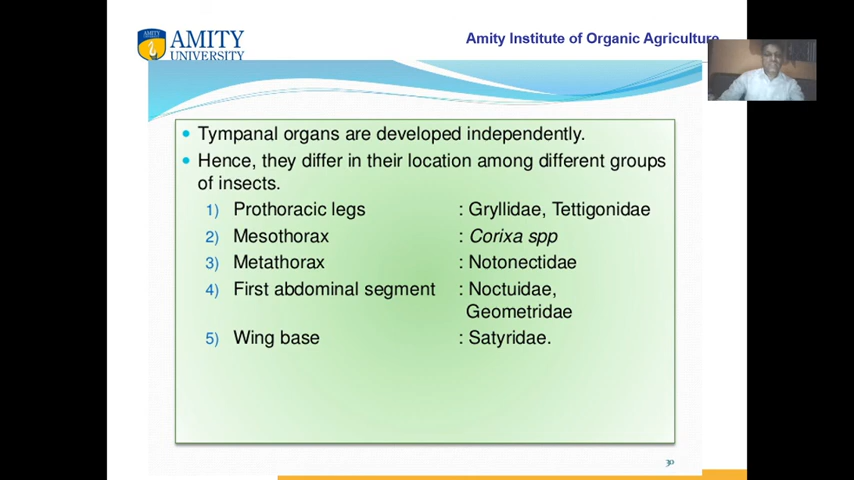 AMITY
UNIVERSITY
Amity Institute of Organic Agriculture
AMITY
Tympanal organs are developed independently.
Hence, they differ in their location among different groups
of insects.
1) Prothoracic legs : Gryllidae, Tettigonidae
2) Mesothorax : Corixa spp
3) Metathorax : Notonectidae
4) First abdominal segment : Noctuidae,
Geometridae
5) Wing base : Satyridae.
30